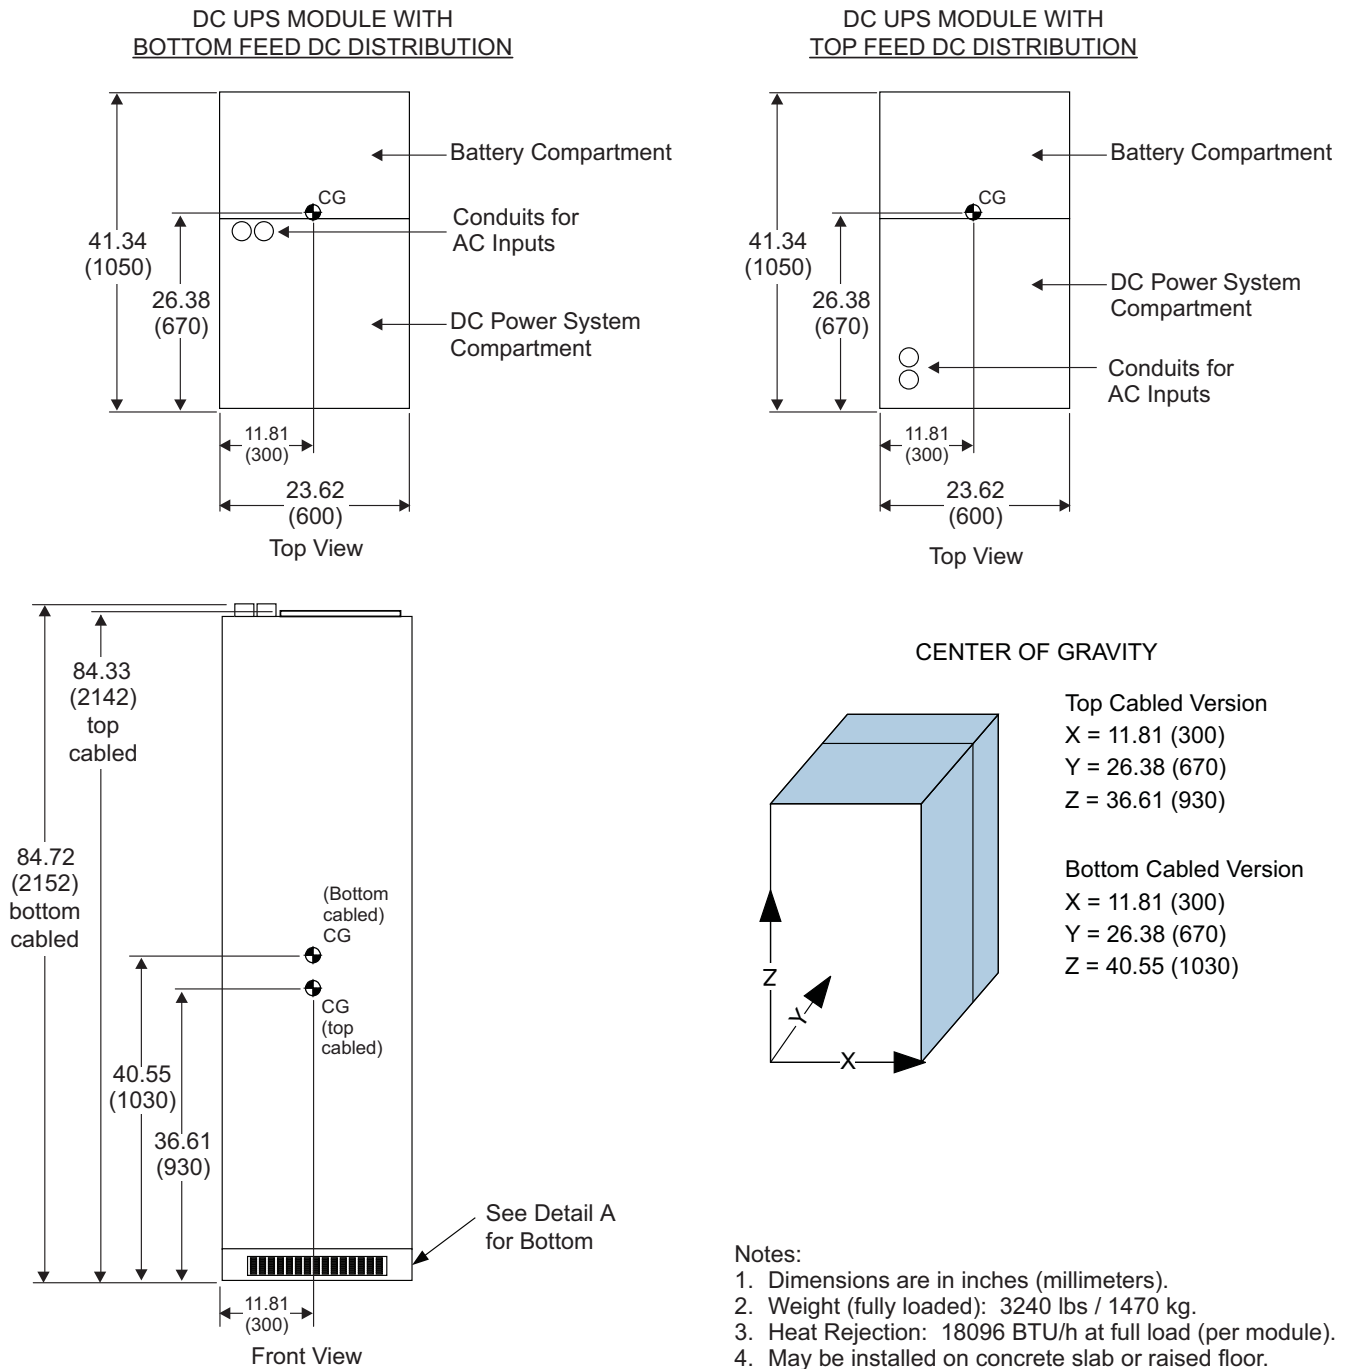 DC UPS MODULE WITH
BOTTOM FEED DC DISTRIBUTION
Battery Compartment
CG
Conduits for
AC Inputs
41.34
(1050)
26.38
(670)
DC Power System
Compartment
11.81
(300)
23.62
(600)
Top View
DC UPS MODULE WITH
TOP FEED DC DISTRIBUTION
Battery Compartment
CG
41.34
(1050)
26.38
(670)
DC Power System
Compartment
Conduits for
AC Inputs
11.81
(300)
23.62
(600)
Top View
84.33
(2142)
top
cabled
84.72
(2152)
bottom
cabled
(Bottom
cabled)
CG
CG
(top
cabled)
40.55
(1030)
36.61
(930)
See Detail A
for Bottom
11.81
(300)
Front View
CENTER OF GRAVITY
Top Cabled Version
X = 11.81 (300)
Y = 26.38 (670)
Z = 36.61 (930)
Bottom Cabled Version
X = 11.81 (300)
Y = 26.38 (670)
Z = 40.55 (1030)
Z
Y
X
Notes:
1. Dimensions are in inches (millimeters).
2. Weight (fully loaded): 3240 lbs / 1470 kg.
3. Heat Rejection: 18096 BTU/h at full load (per module).
4. May be installed on concrete slab or raised floor.